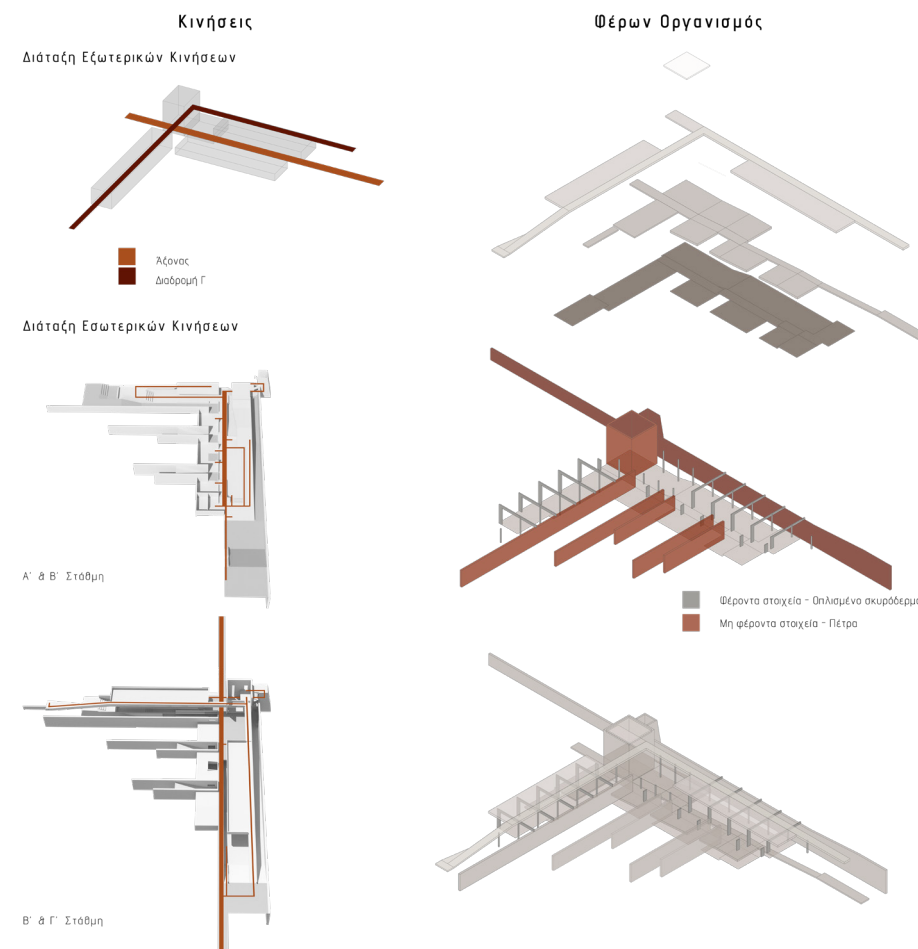 Κινήσεις
Διάταξη Εξωτερικών Κινήσεων
Άξονας
Διαδρομή Γ
Διάταξη Εσωτερικών Κινήσεων
Α' & Β' Στάθμη
Β' & Γ' Στάθμη
Φέρων Οργανισμός
Φέροντα στοιχεία - Οπλισμένο σκυρόδερμα
Μη φέροντα στοιχεία - Πέτρα